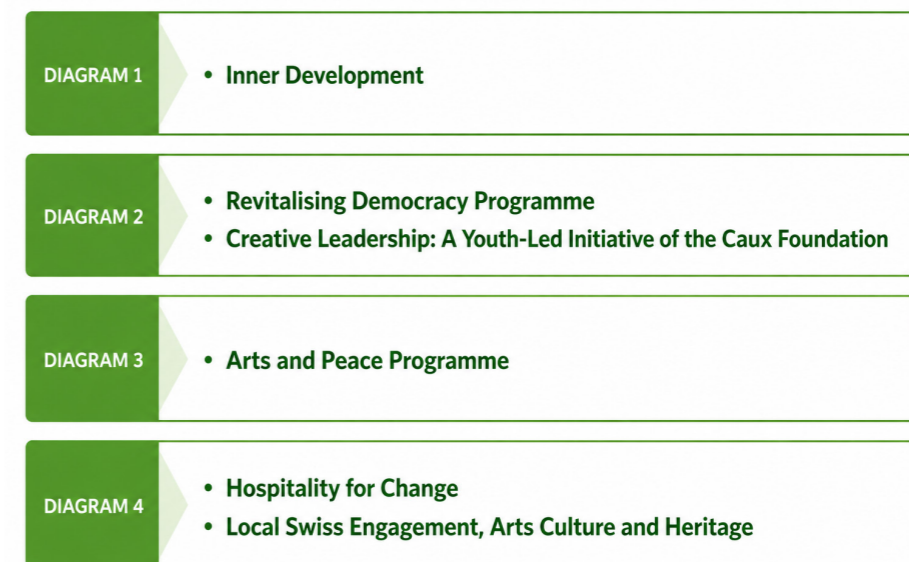 DIAGRAM 1
• Inner Development
DIAGRAM 2
• Revitalising Democracy Programme
• Creative Leadership: A Youth-Led Initiative of the Caux Foundation
DIAGRAM 3
• Arts and Peace Programme
DIAGRAM 4
• Hospitality for Change
• Local Swiss Engagement, Arts Culture and Heritage